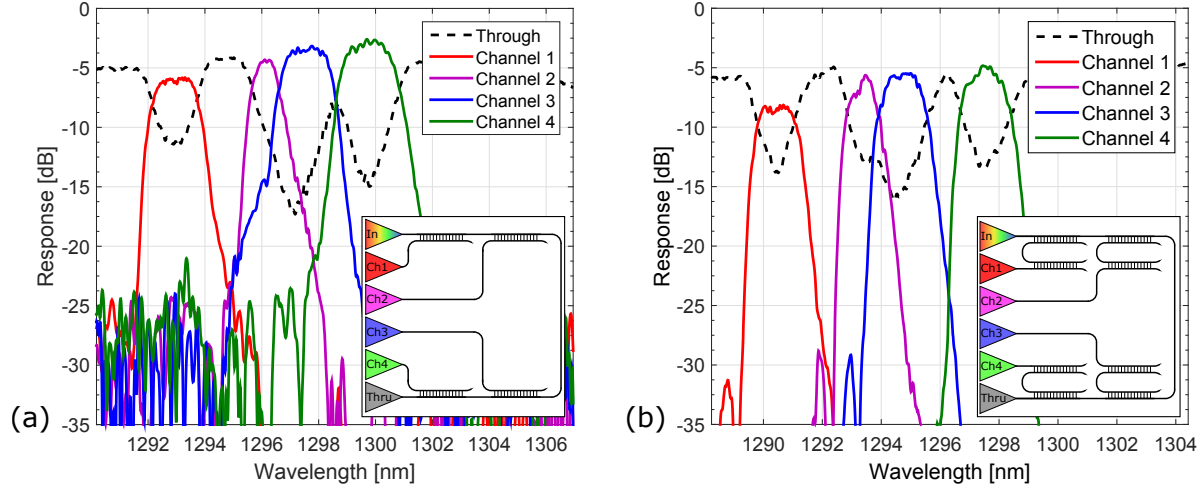 0
-5
-10
-15
-20
-25
-30
-35
Response [dB]
1292 1294 1296 1298 1300 1302 1304 1306
Wavelength [nm]
Through
Channel 1
Channel 2
Channel 3
Channel 4
In
Ch1
Ch2
Ch3
Ch4
Thru
(a)
0
-5
-10
-15
-20
-25
-30
-35
Response [dB]
1290 1292 1294 1296 1298 1300 1302 1304
Wavelength [nm]
Through
Channel 1
Channel 2
Channel 3
Channel 4
In
Ch1
Ch2
Ch3
Ch4
Thru
(b)